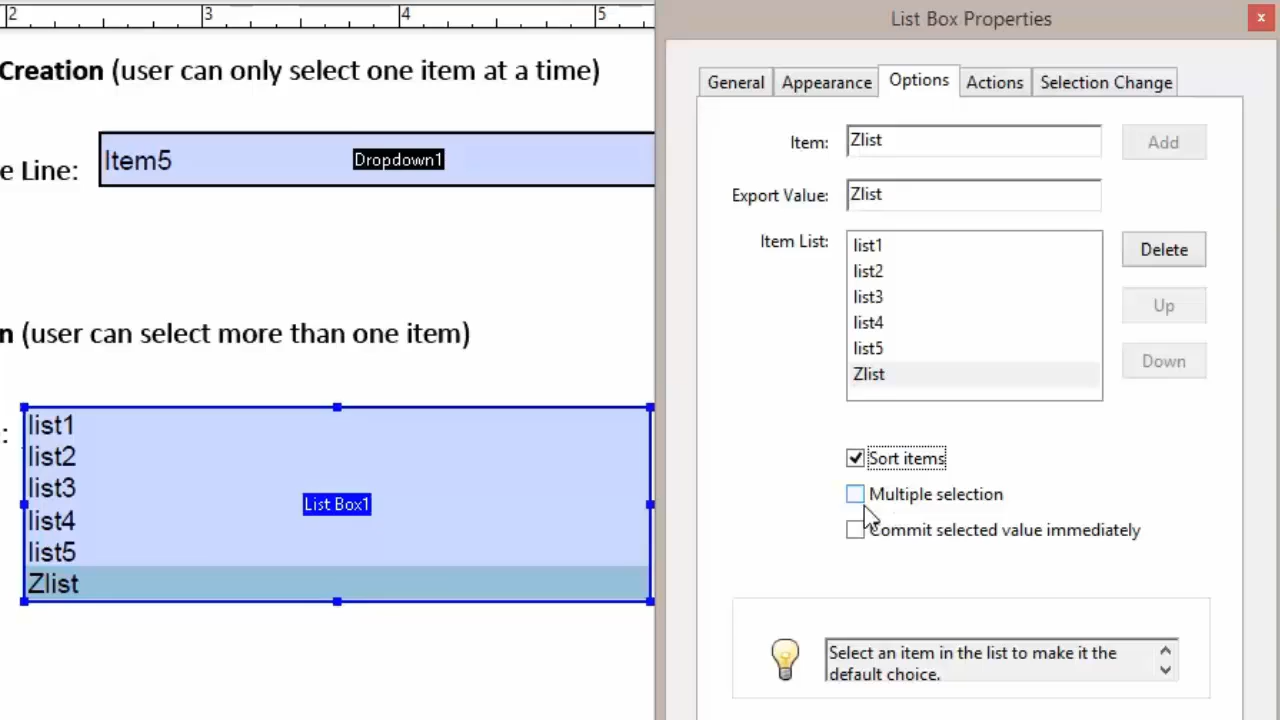 2 3 4 5
Creation (user can only select one item at a time)
e Line: Item5 Dropdown1
n (user can select more than one item)
:
list1
list2
list3
List Box1
list4
list5
Zlist
List Box Properties
x
General Appearance Options Actions Selection Change
Item: Zlist Add
Export Value: Zlist
Item List: list1 Delete
list2
list3 Up
list4
list5 Down
Zlist
Sort items
Multiple selection
Commit selected value immediately
Select an item in the list to make it the
default choice.